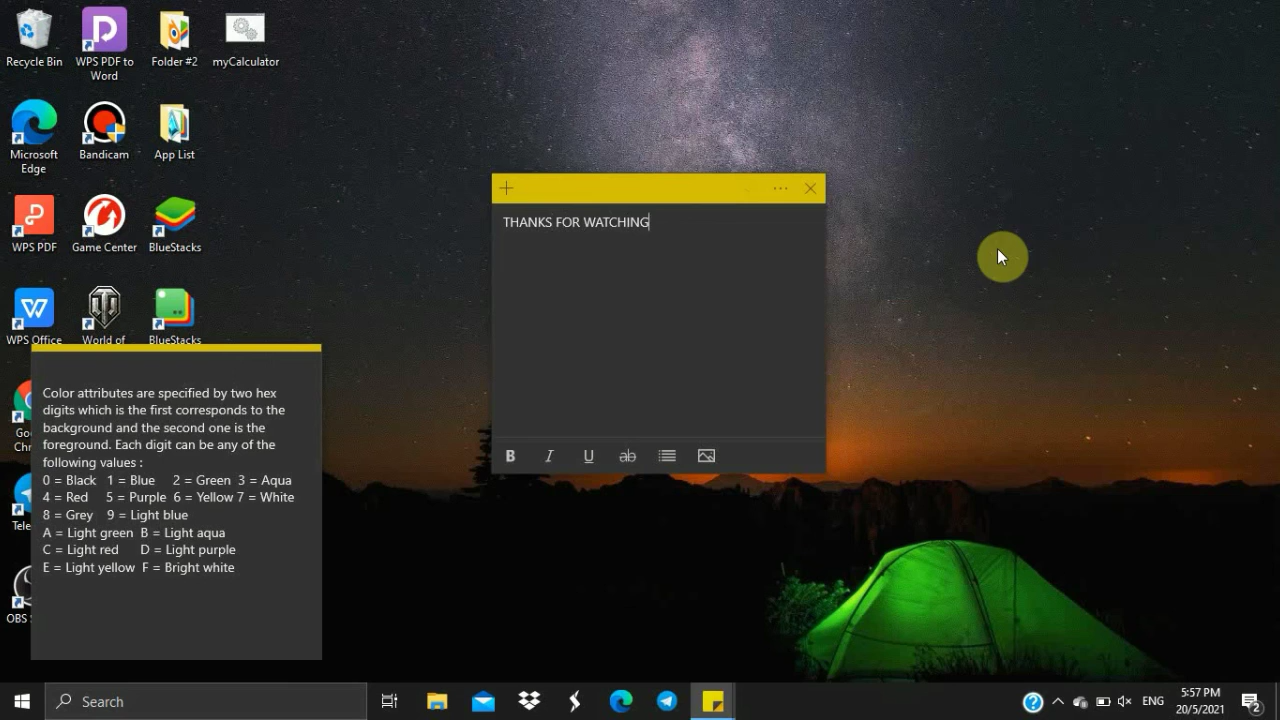 Recycle Bin
WPS PDF to
Word
Folder #2
myCalculator
Microsoft
Edge
Bandicam
App List
WPS PDF
Game Center
BlueStacks
WPS Office
World of
BlueStacks
THANKS FOR WATCHING
B I U ab
Color attributes are specified by two hex
digits which is the first corresponds to the
background and the second one is the
foreground. Each digit can be any of the
following values :
0 = Black 1 = Blue 2 = Green 3 = Aqua
4 = Red 5 = Purple 6 = Yellow 7 = White
8 = Grey 9 = Light blue
A = Light green B = Light aqua
C = Light red D = Light purple
E = Light yellow F = Bright white
Goo
Chr
Tele
OBS S
Search
ENG
5:57 PM
20/5/2021
2